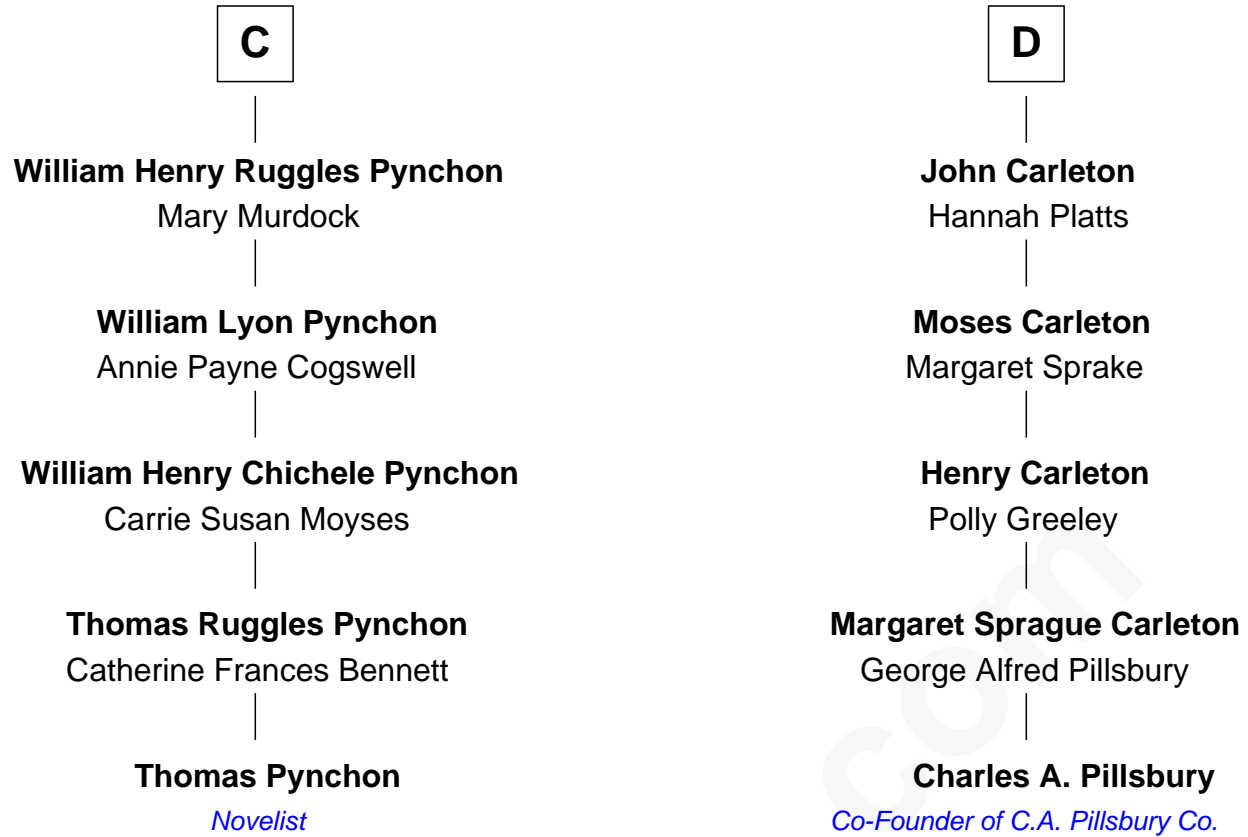 C
William Henry Ruggles Pynchon
Mary Murdock
William Lyon Pynchon
Annie Payne Cogswell
William Henry Chichele Pynchon
Carrie Susan Moyses
Thomas Ruggles Pynchon
Catherine Frances Bennett
Thomas Pynchon
Novelist
D
John Carleton
Hannah Platts
Moses Carleton
Margaret Sprake
Henry Carleton
Polly Greeley
Margaret Sprague Carleton
George Alfred Pillsbury
Charles A. Pillsbury
Co-Founder of C.A. Pillsbury Co.
com